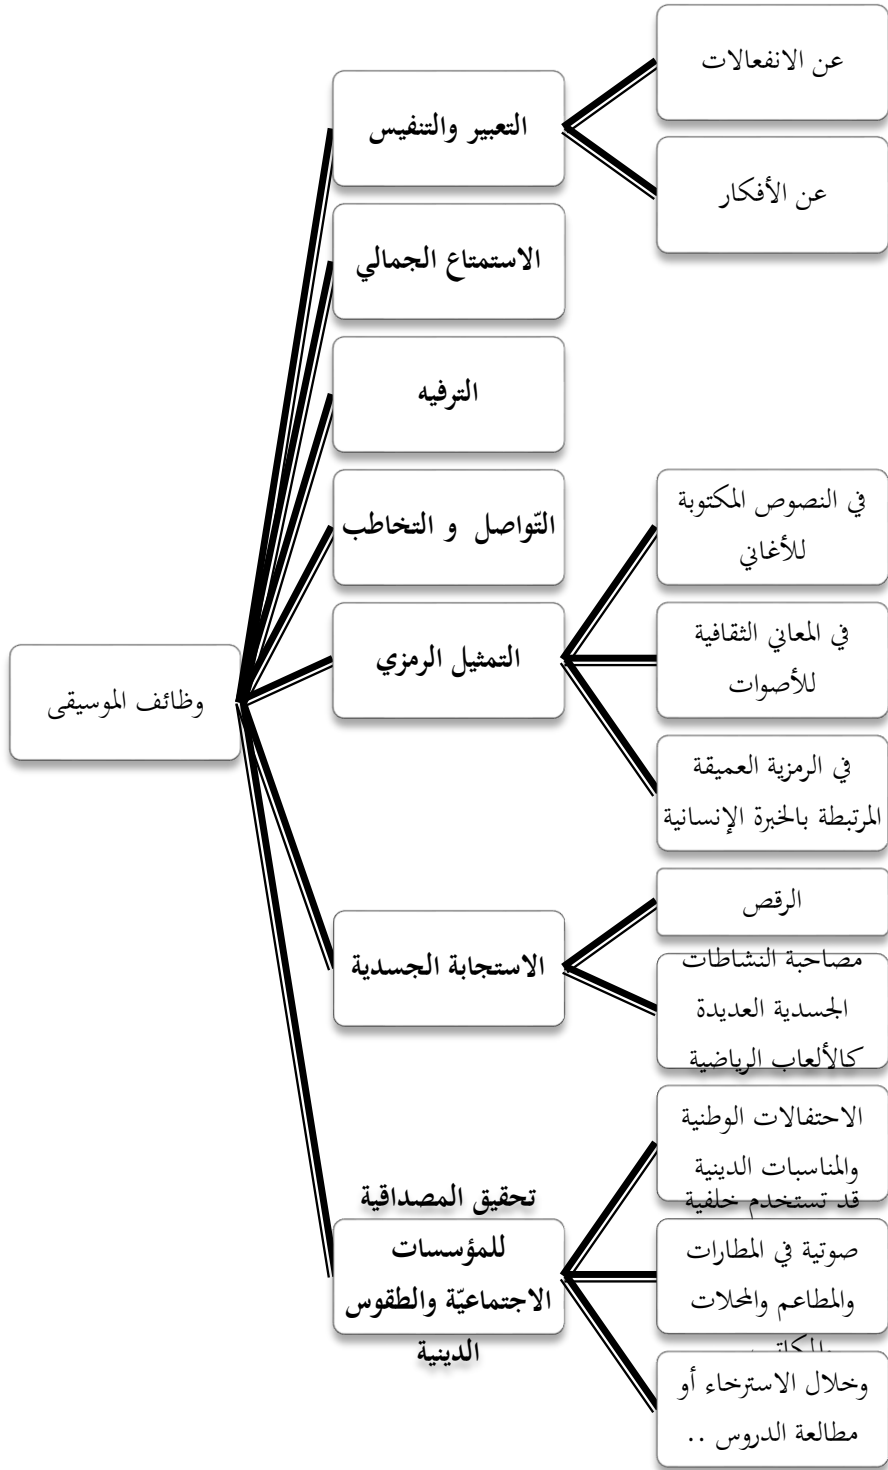 وظائف الموسيقى
التعبير والتنفيس
عن الانفعالات
عن الأفكار
الاستمتاع الجمالي
الترفيه
التّواصل و التخاطب
التمثيل الرمزي
في النصوص المكتوبة
للأغاني
في المعاني الثقافية
للأصوات
في الرمزية العميقة
المرتبطة بالخبرة الإنسانية
الاستجابة الجسدية
الرقص
مصاحبة النشاطات
الجسدية العديدة
كالألعاب الرياضية
تحقيق المصداقية
للمؤسسات
الاجتماعيّة والطقوس
الدينية
الاحتفالات الوطنية
والمناسبات الدينية
قد تستخدم خلفية
صوتية في المطارات
والمطاعم والمحلات
وخلال الاسترخاء أو
مطالعة الدروس ..